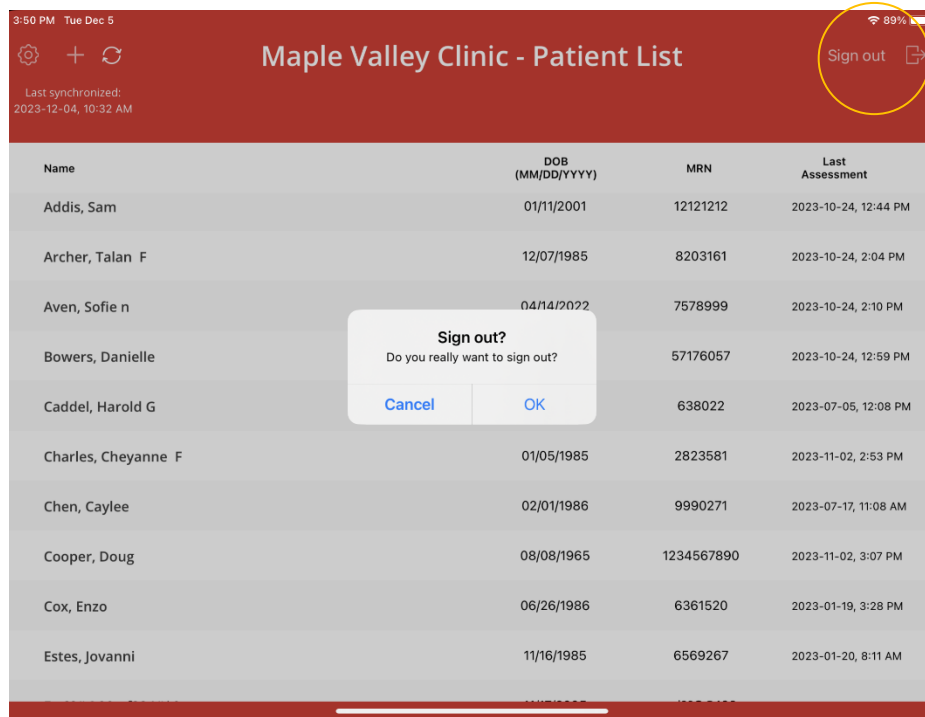 3:50 PM Tue Dec 5 89%
Maple Valley Clinic - Patient List
Sign out
Last synchronized:
2023-12-04, 10:32 AM
Name DOB (MM/DD/YYYY) MRN Last Assessment
Addis, Sam 01/11/2001 12121212 2023-10-24, 12:44 PM
Archer, Talan F 12/07/1985 8203161 2023-10-24, 2:04 PM
Aven, Sofie n 04/14/2022 7578999 2023-10-24, 2:10 PM
Sign out?
Do you really want to sign out?
Bowers, Danielle 57176057 2023-10-24, 12:59 PM
Cancel OK
Caddel, Harold G 638022 2023-07-05, 12:08 PM
Charles, Cheyanne F 01/05/1985 2823581 2023-11-02, 2:53 PM
Chen, Caylee 02/01/1986 9990271 2023-07-17, 11:08 AM
Cooper, Doug 08/08/1965 1234567890 2023-11-02, 3:07 PM
Cox, Enzo 06/26/1986 6361520 2023-01-19, 3:28 PM
Estes, Jovanni 11/16/1985 6569267 2023-01-20, 8:11 AM